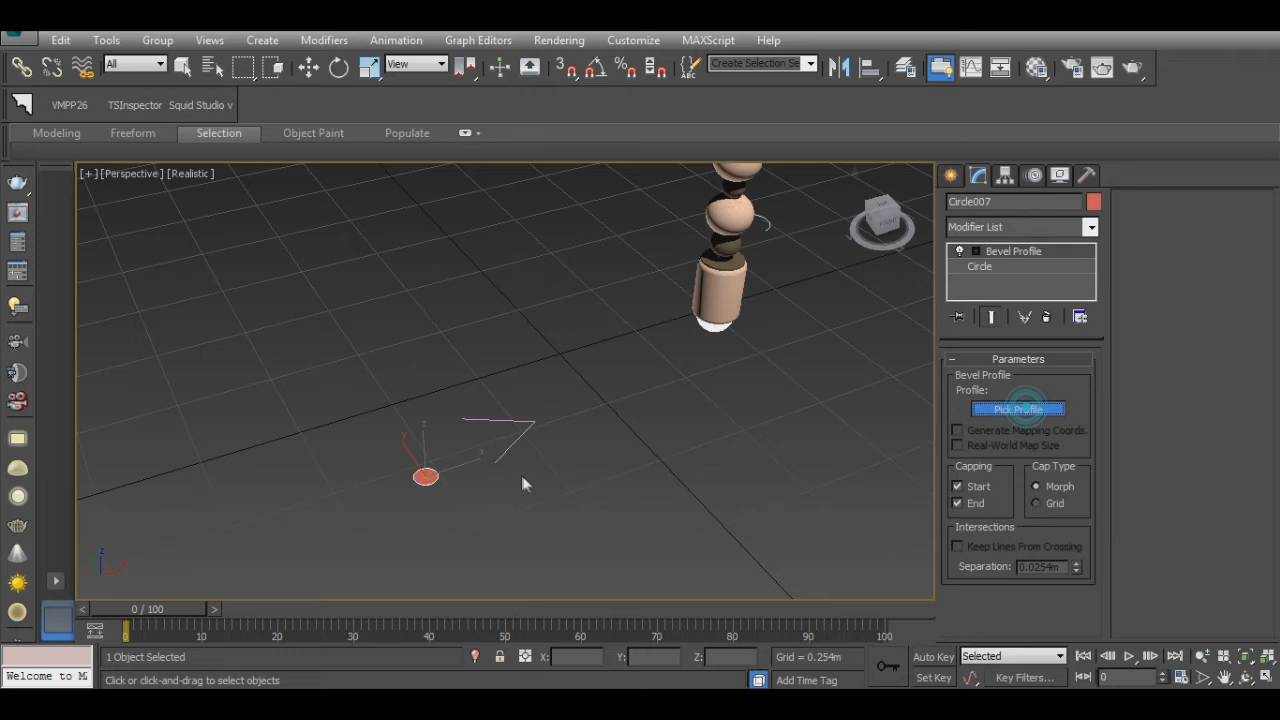 Edit Tools Group Views Create Modifiers Animation Graph Editors Rendering Customize MAXScript Help
All View 3 Create Selection Se
VMPP26 TSInspector Squid Studio v
Modeling Freeform Selection Object Paint Populate
[+] [Perspective] [Realistic]
Circle007
TOP
FRONT
Modifier List
Bevel Profile
Circle
z
y
x
Parameters
Bevel Profile
Profile:
Pick Profile
Generate Mapping Coords.
Real-World Map Size
Capping Cap Type
Start Morph
End Grid
Intersections
Keep Lines From Crossing
Separation: 0.0254m
z
0 / 100
0 10 20 30 40 50 60 70 80 90 100
1 Object Selected X: Y: Z: Grid = 0.254m Auto Key Selected
Welcome to M Click or click-and-drag to select objects Add Time Tag Set Key Key Filters... 0